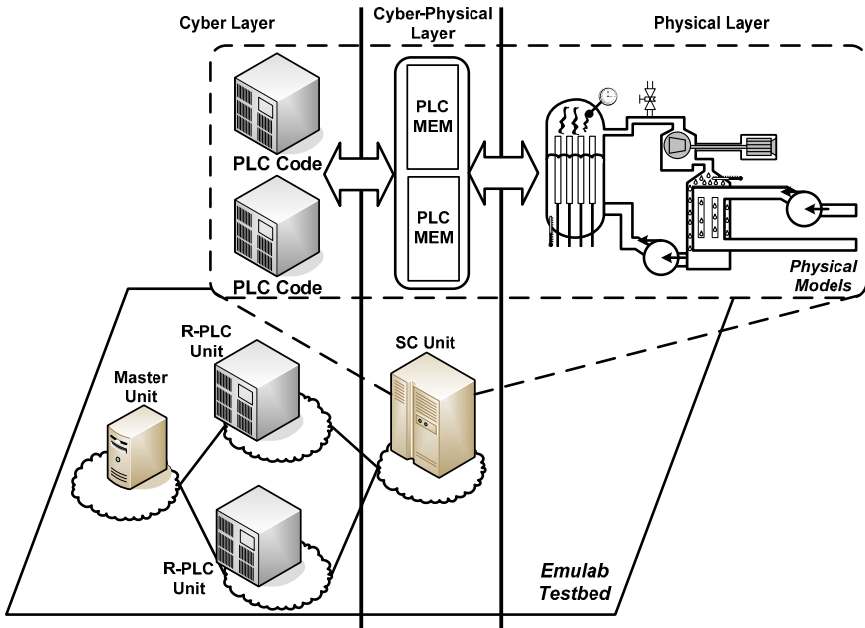 Cyber Layer
Cyber-Physical
Layer
Physical Layer
PLC Code
PLC
MEM
PLC Code
PLC
MEM
Physical
Models
R-PLC
Unit
SC Unit
Master
Unit
R-PLC
Unit
Emulab
Testbed